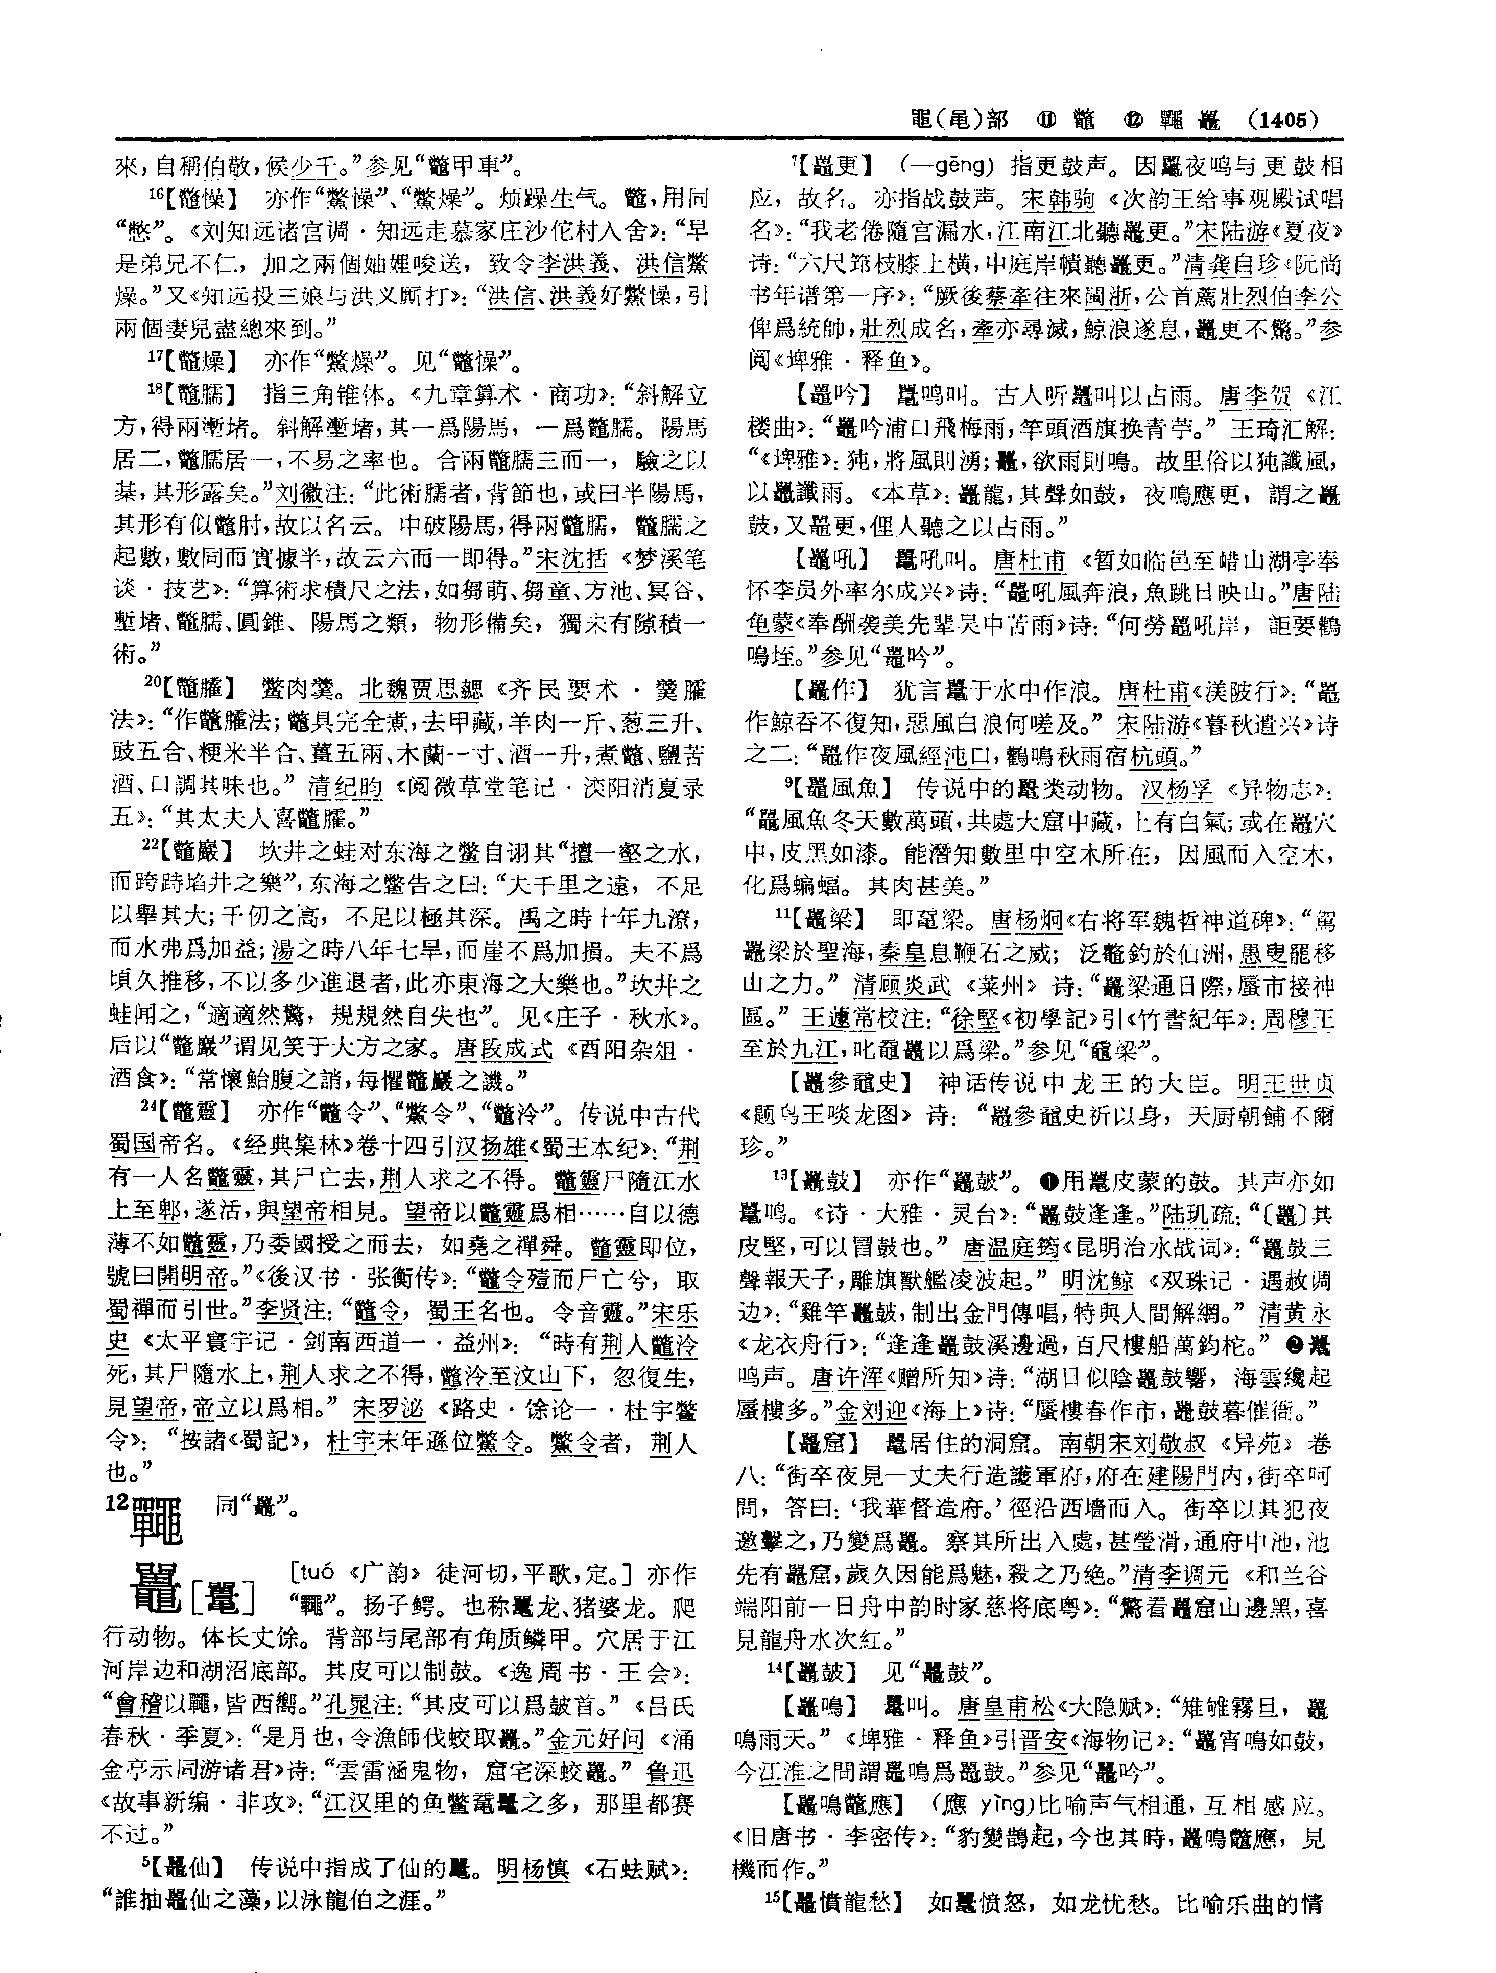 黽(黾)部　⑪ 鼈　⑫ 鼉　(1405)
來,自稱伯敬,候少千。”参见“鼈甲車”。
16【鼈懆】　亦作“鱉懆”、“鱉燥”。烦躁生气。鼈,用同
“憋”。《刘知远诸宫调·知远走慕家庄沙佗村入舍》:“早
是弟兄不仁，加之兩個妯娌唆送，致令李洪義、洪信鱉
燥。”又《知远投三娘与洪义厮打》:“洪信、洪義好鱉懆,引
兩個妻兒盡總來到。”
17【鼈燥】　亦作“鱉燥”。见“鼈懆”。
18【鼈臑】　指三角锥体。《九章算术·商功》:“斜解立
方,得兩塹堵。斜解塹堵,其一爲陽馬，一爲鼈臑。陽馬
居二,鼈臑居一,不易之率也。合兩鼈臑三而一，驗之以
棊,其形露矣。”刘徽注:“此術臑者,背節也,或曰半陽馬,
其形有似鼈肘,故以名云。中破陽馬,得兩鼈臑，鼈臑之
起數,數同而實據半,故云六而一即得。”宋沈括《梦溪笔
谈·技艺》:“算術求積尺之法,如芻萌、芻童、方池、冥谷、
塹堵、鼈臑、圓錐、陽馬之類，物形備矣，獨未有隙積一
術。”
20【鼈臛】　鳖肉羹。北魏贾思勰《齐民要术·羹臛
法》:“作鼈臛法;鼈具完全煮,去甲藏,羊肉一斤、葱三升、
豉五合、粳米半合、薑五兩、木蘭一寸、酒一升,煮鼈、鹽苦
酒、口調其味也。”清纪昀《阅微草堂笔记·滦阳消夏录
五》:“其太夫人喜鼈臛。”
22【鼈巖】　坎井之蛙对东海之鳖自诩其“擅一壑之水,
而跨跱埳井之樂”,东海之鳖告之曰:“夫千里之遠，不足
以舉其大;千仞之高，不足以極其深。禹之時十年九潦,
而水弗爲加益;湯之時八年七旱,而崖不爲加損。夫不爲
頃久推移,不以多少進退者,此亦東海之大樂也。”坎井之
蛙闻之,“適適然驚，規規然自失也”。见《庄子·秋水》。
后以“鼈巖”谓见笑于大方之家。唐段成式《酉阳杂俎·
酒食》:“常懷鮐腹之誚,每懼鼈巖之譏。”
24【鼈靈】　亦作“鼈令”、“鱉令”、“鼈泠”。传说中古代
蜀国帝名。《经典集林》卷十四引汉扬雄《蜀王本纪》:“荆
有一人名鼈靈,其尸亡去,荆人求之不得。鼈靈尸隨江水
上至郫,遂活,與望帝相見。望帝以鼈靈爲相……自以德
薄不如鼈靈,乃委國授之而去，如堯之禪舜。鼈靈即位,
號曰開明帝。”《後汉书·张衡传》:“鼈令殪而尸亡兮，取
蜀禪而引世。”李贤注:“鼈令，蜀王名也。令音靈。”宋乐
史《太平寰宇记·剑南西道一·益州》:“時有荆人鼈泠
死,其尸隨水上,荆人求之不得,鼈泠至汶山下，忽復生,
見望帝,帝立以爲相。”宋罗泌《路史·馀论一·杜宇鳖
令》:“按諸《蜀記》，杜宇末年遜位鱉令。鱉令者，荆人
也。”
12　同“鼉”。
鼉[鼍]　[tuó《广韵》徒河切,平歌,定。]亦作
“”。扬子鳄。也称鼍龙、猪婆龙。爬
行动物。体长丈馀。背部与尾部有角质鳞甲。穴居于江
河岸边和湖沼底部。其皮可以制鼓。《逸周书·王会》:
“會稽以，皆西嚮。”孔晁注:“其皮可以爲鼓首。”《吕氏
春秋·季夏》:“是月也,令漁師伐蛟取鼉。”金元好问《涌
金亭示同游诸君》诗:“雲雷涵鬼物，窟宅深蛟鼉。”鲁迅
《故事新编·非攻》:“江汉里的鱼鳖鼋鼍之多，那里都赛
不过。”
5【鼉仙】　传说中指成了仙的鼍。明杨慎《石蛙赋》:
“誰抽鼉仙之藻,以泳龍伯之涯。”
7【鼉更】　(—gēng)指更鼓声。因鼍夜鸣与更鼓相
应，故名。亦指战鼓声。宋韩驹《次韵王给事观殿试唱
名》:“我老倦隨宫漏水,江南江北聽鼉更。”宋陆游《夏夜》
诗:“六尺筇枝膝上横,中庭岸幘聽鼉更。”清龚自珍《阮尚
书年谱第一序》:“厥後蔡牽往來閩浙,公首薦壯烈伯李公
俾爲統帥,壯烈成名,牽亦尋滅,鯨浪遂息,鼉更不驚。”参
阅《埤雅·释鱼》。
【鼉吟】　鼍鸣叫。古人听鼍叫以占雨。唐李贺《江
楼曲》:“鼉吟浦口飛梅雨,竿頭酒旗换青苧。”王琦汇解:
“《埤雅》:㹠,將風則湧;鼉,欲雨則鳴。故里俗以㹠讖風,
以鼉讖雨。《本草》:鼉龍,其聲如鼓，夜鳴應更，謂之鼉
鼓,又鼉更,俚人聽之以占雨。”
【鼉吼】　鼍吼叫。唐杜甫《暂如临邑至㟙山湖亭奉
怀李员外率尔成兴》诗:“鼉吼風奔浪,魚跳日映山。”唐陆
龟蒙《奉酬袭美先辈吴中苦雨》诗:“何勞鼉吼岸，詎要鸛
鳴垤。”参见“鼉吟”。
【鼉作】　犹言鼍于水中作浪。唐杜甫《渼陂行》:“鼉
作鯨吞不復知,惡風白浪何嗟及。”宋陆游《暮秋遣兴》诗
之二:“鼉作夜風經沌口,鸛鳴秋雨宿杭頭。”
9【鼉風魚】　传说中的鼍类动物。汉杨孚《异物志》:
“鼉風魚冬天數萬頭,共處大窟中藏，上有白氣;或在鼉穴
中,皮黑如漆。能潛知數里中空木所在，因風而入空木,
化爲蝙蝠。其肉甚美。”
11【鼉梁】　即鼋梁。唐杨炯《右将军魏哲神道碑》:“駕
鼉梁於聖海,秦皇息鞭石之威；泛鼈釣於仙洲,愚叟罷移
山之力。”清顾炎武《莱州》诗:“鼉梁通日際,蜃市接神
區。”王蘧常校注:“徐堅《初學記》引《竹書紀年》:周穆王
至於九江,叱黿鼉以爲梁。”参见“黿梁”。
【鼉參黿史】　神话传说中龙王的大臣。明王世贞
《题乌王啖龙图》诗:“鼉參黿史祈以身，天厨朝餔不爾
珍。”
13【鼉鼓】　亦作“鼉皷”。❶用鼍皮蒙的鼓。其声亦如
鼍鸣。《诗·大雅·灵台》:“鼉鼓逢逢。”陆玑疏:“〔鼉〕其
皮堅,可以冒鼓也。”唐温庭筠《昆明治水战词》:“鼉鼓三
聲報天子,雕旗獸艦凌波起。”明沈鲸《双珠记·遇赦调
边》:“雞竿鼉鼓,制出金門傳唱,特與人間解網。”清黄永
《龙衣舟行》:“逢逢鼉鼓溪邊過,百尺樓船萬鈞柁。”❷鼍
鸣声。唐许浑《赠所知》诗:“湖日似陰鼉鼓響，海雲纔起
蜃樓多。”金刘迎《海上》诗:“蜃樓春作市,鼉鼓暮催衙。”
【鼉窟】　鼍居住的洞窟。南朝宋刘敬叔《异苑》卷
八:“街卒夜見一丈夫行造護軍府,府在建陽門内,街卒呵
問，答曰:‘我華督造府。’徑沿西墻而入。街卒以其犯夜
邀擊之,乃變爲鼉。察其所出入處,甚瑩滑,通府中池,池
先有鼉窟,歲久因能爲魅,殺之乃絶。”清李调元《和兰谷
端阳前一日舟中韵时家慈将底粤》:“驚看鼉窟山邊黑,喜
見龍舟水次紅。”
14【鼉皷】　见“鼉鼓”。
【鼉鳴】　鼍叫。唐皇甫松《大隐赋》:“雉雊霧旦，鼉
鳴雨天。”《埤雅·释鱼》引晋安《海物记》:“鼉宵鳴如鼓,
今江淮之間謂鼉鳴爲鼉鼓。”参见“鼉吟”。
【鼉鳴鼈應】　(應 yìng)比喻声气相通，互相感应。
《旧唐书·李密传》:“豹變鵲起,今也其時,鼉鳴鼈應，見
機而作。”
15【鼉憤龍愁】　如鼍愤怒，如龙忧愁。比喻乐曲的情